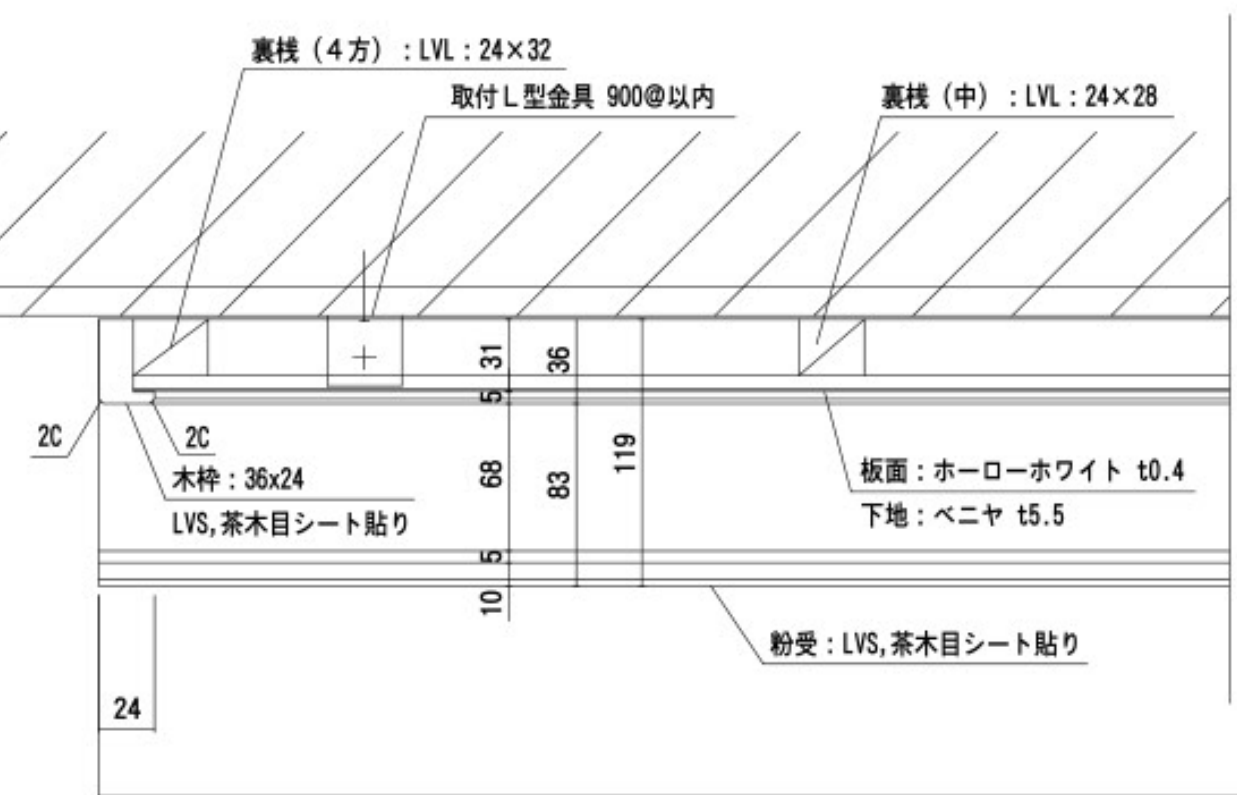 裏桟（４方）：LVL：24×32
取付Ｌ型金具 900@以内
裏桟（中）：LVL：24×28
31
36
5
2C
2C
119
68
83
木枠：36x24
LVS,茶木目シート貼り
板面：ホーローホワイト t0.4
下地：ベニヤ t5.5
5
10
粉受：LVS,茶木目シート貼り
24